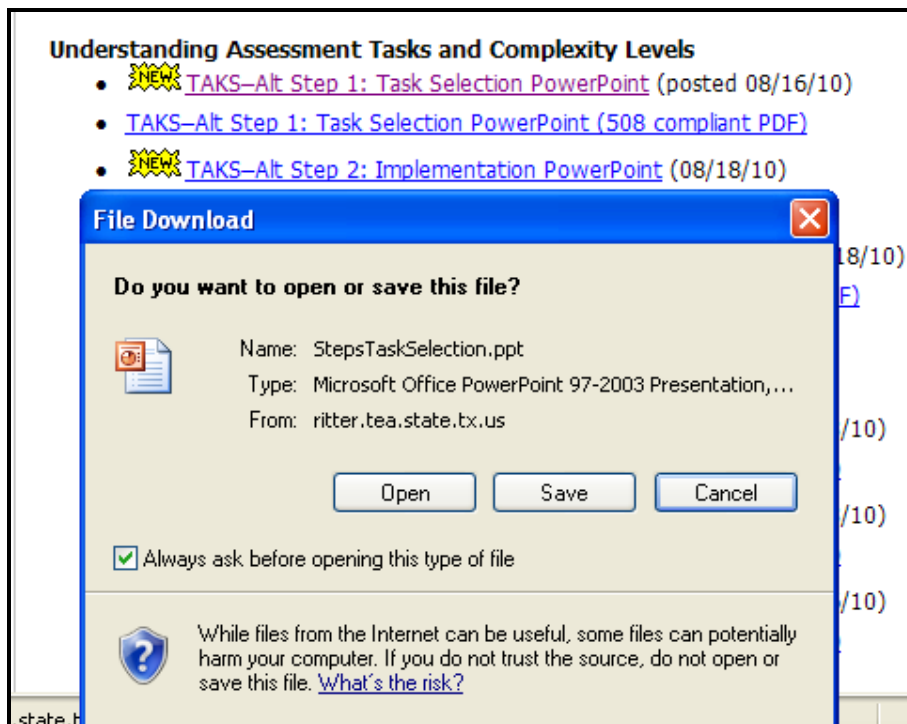 Understanding Assessment Tasks and Complexity Levels
• NEW TAKS–Alt Step 1: Task Selection PowerPoint (posted 08/16/10)
• TAKS–Alt Step 1: Task Selection PowerPoint (508 compliant PDF)
• NEW TAKS–Alt Step 2: Implementation PowerPoint (08/18/10)
File Download
18/10)
F)
Do you want to open or save this file?
Name: StepsTaskSelection.ppt
Type: Microsoft Office PowerPoint 97-2003 Presentation,...
From: ritter.tea.state.tx.us
/10)
Open Save Cancel
/10)
Always ask before opening this type of file
/10)
While files from the Internet can be useful, some files can potentially
harm your computer. If you do not trust the source, do not open or
save this file. What's the risk?